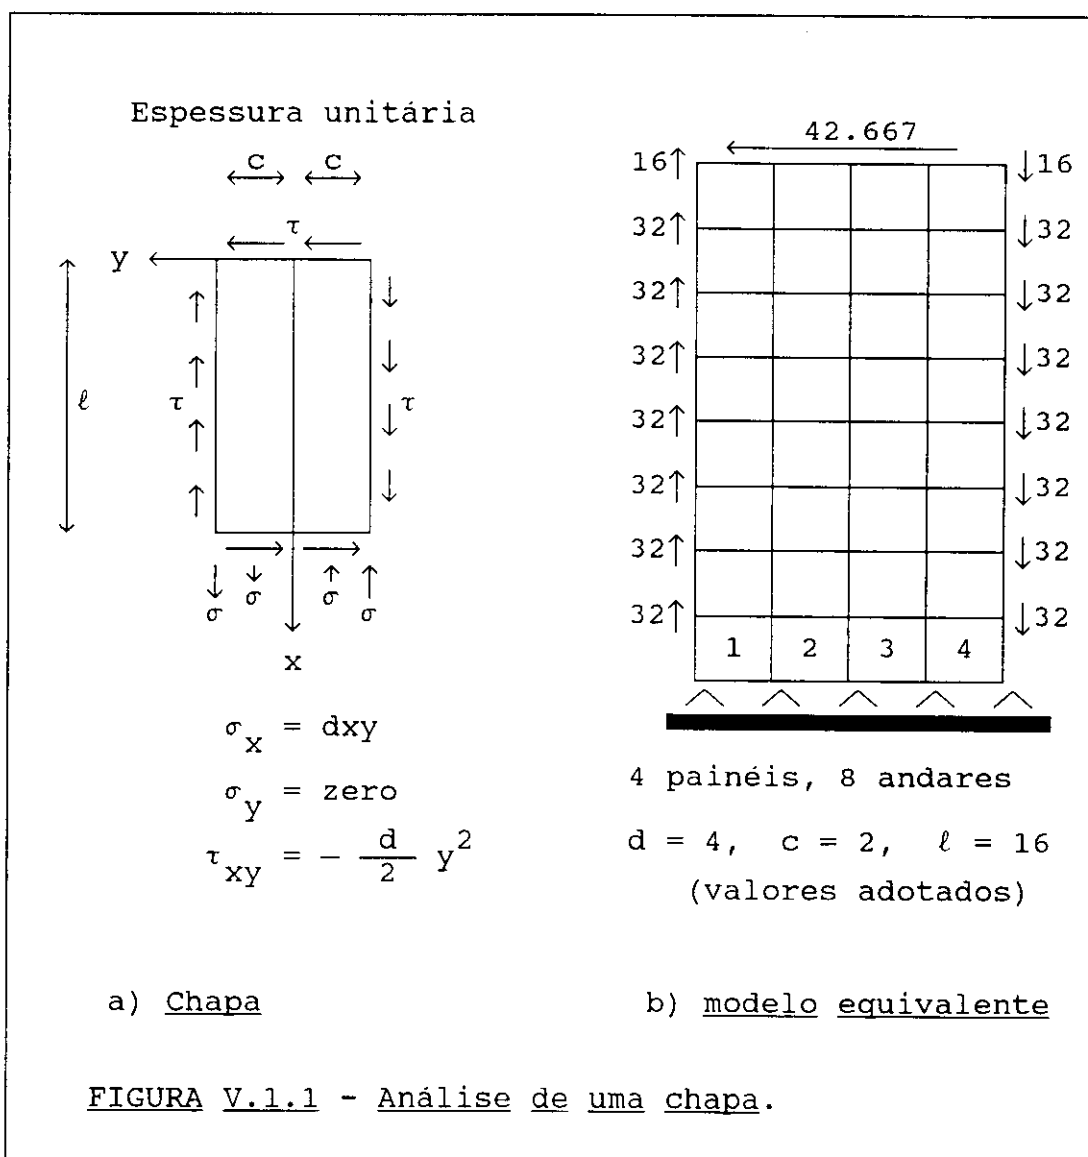 Espessura unitária
c c
τ
y
ℓ
τ τ
σ σ σ σ
x
σx = dxy
σy = zero
τxy = - d/2 y²
a) Chapa
42.667
16↑ ↓16
32↑ ↓32
32↑ ↓32
32↑ ↓32
32↑ ↓32
32↑ ↓32
32↑ ↓32
32↑ ↓32
1 2 3 4
4 painéis, 8 andares
d = 4, c = 2, ℓ = 16
(valores adotados)
b) modelo equivalente
FIGURA V.1.1 - Análise de uma chapa.